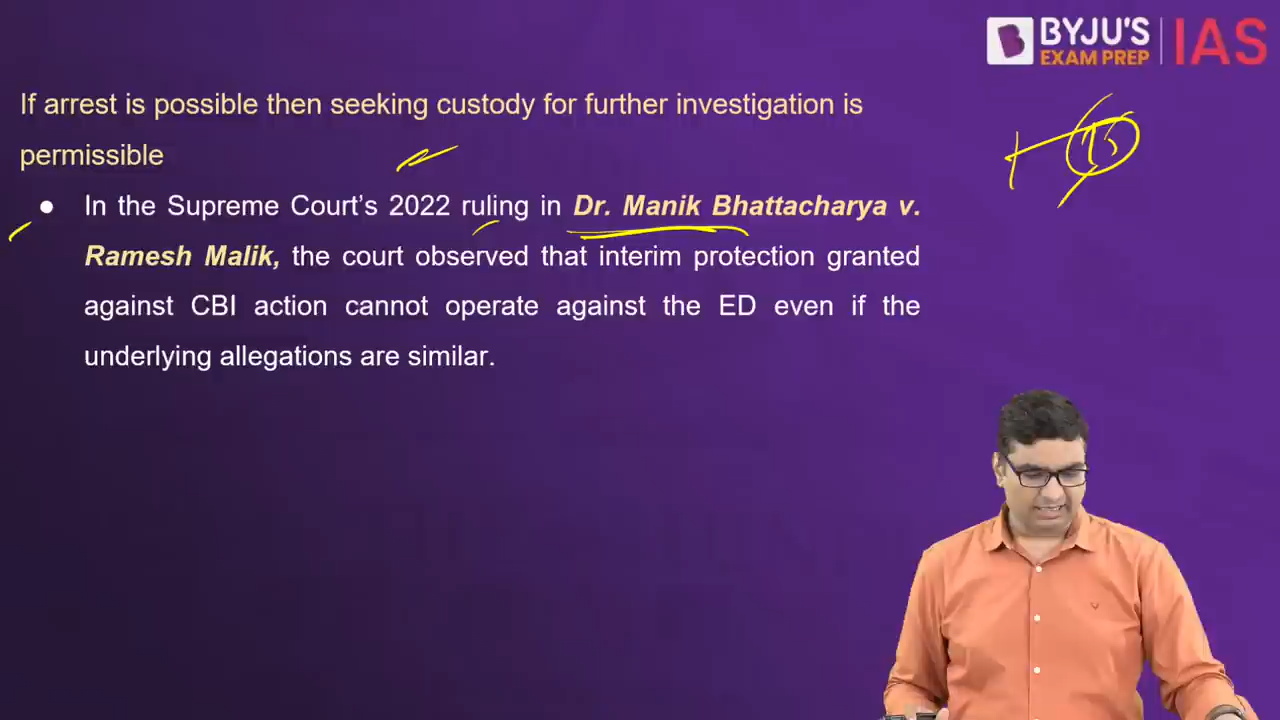 BYJU'S
EXAM PREP
IAS
If arrest is possible then seeking custody for further investigation is
permissible
● In the Supreme Court's 2022 ruling in Dr. Manik Bhattacharya v.
Ramesh Malik, the court observed that interim protection granted
against CBI action cannot operate against the ED even if the
underlying allegations are similar.